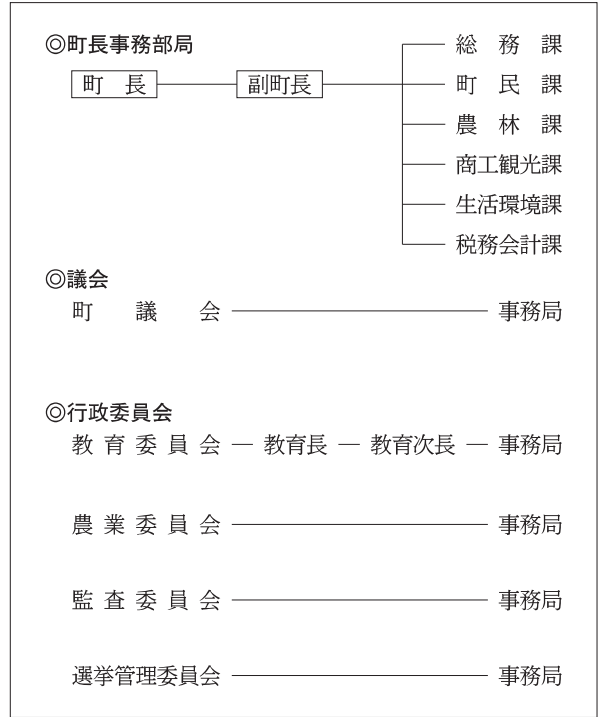 ◎町長事務部局
総務課
町長 副町長 町民課
農林課
商工観光課
生活環境課
税務会計課
◎議会
町議会 事務局
◎行政委員会
教育委員会 教育長 教育次長 事務局
農業委員会 事務局
監査委員会 事務局
選挙管理委員会 事務局